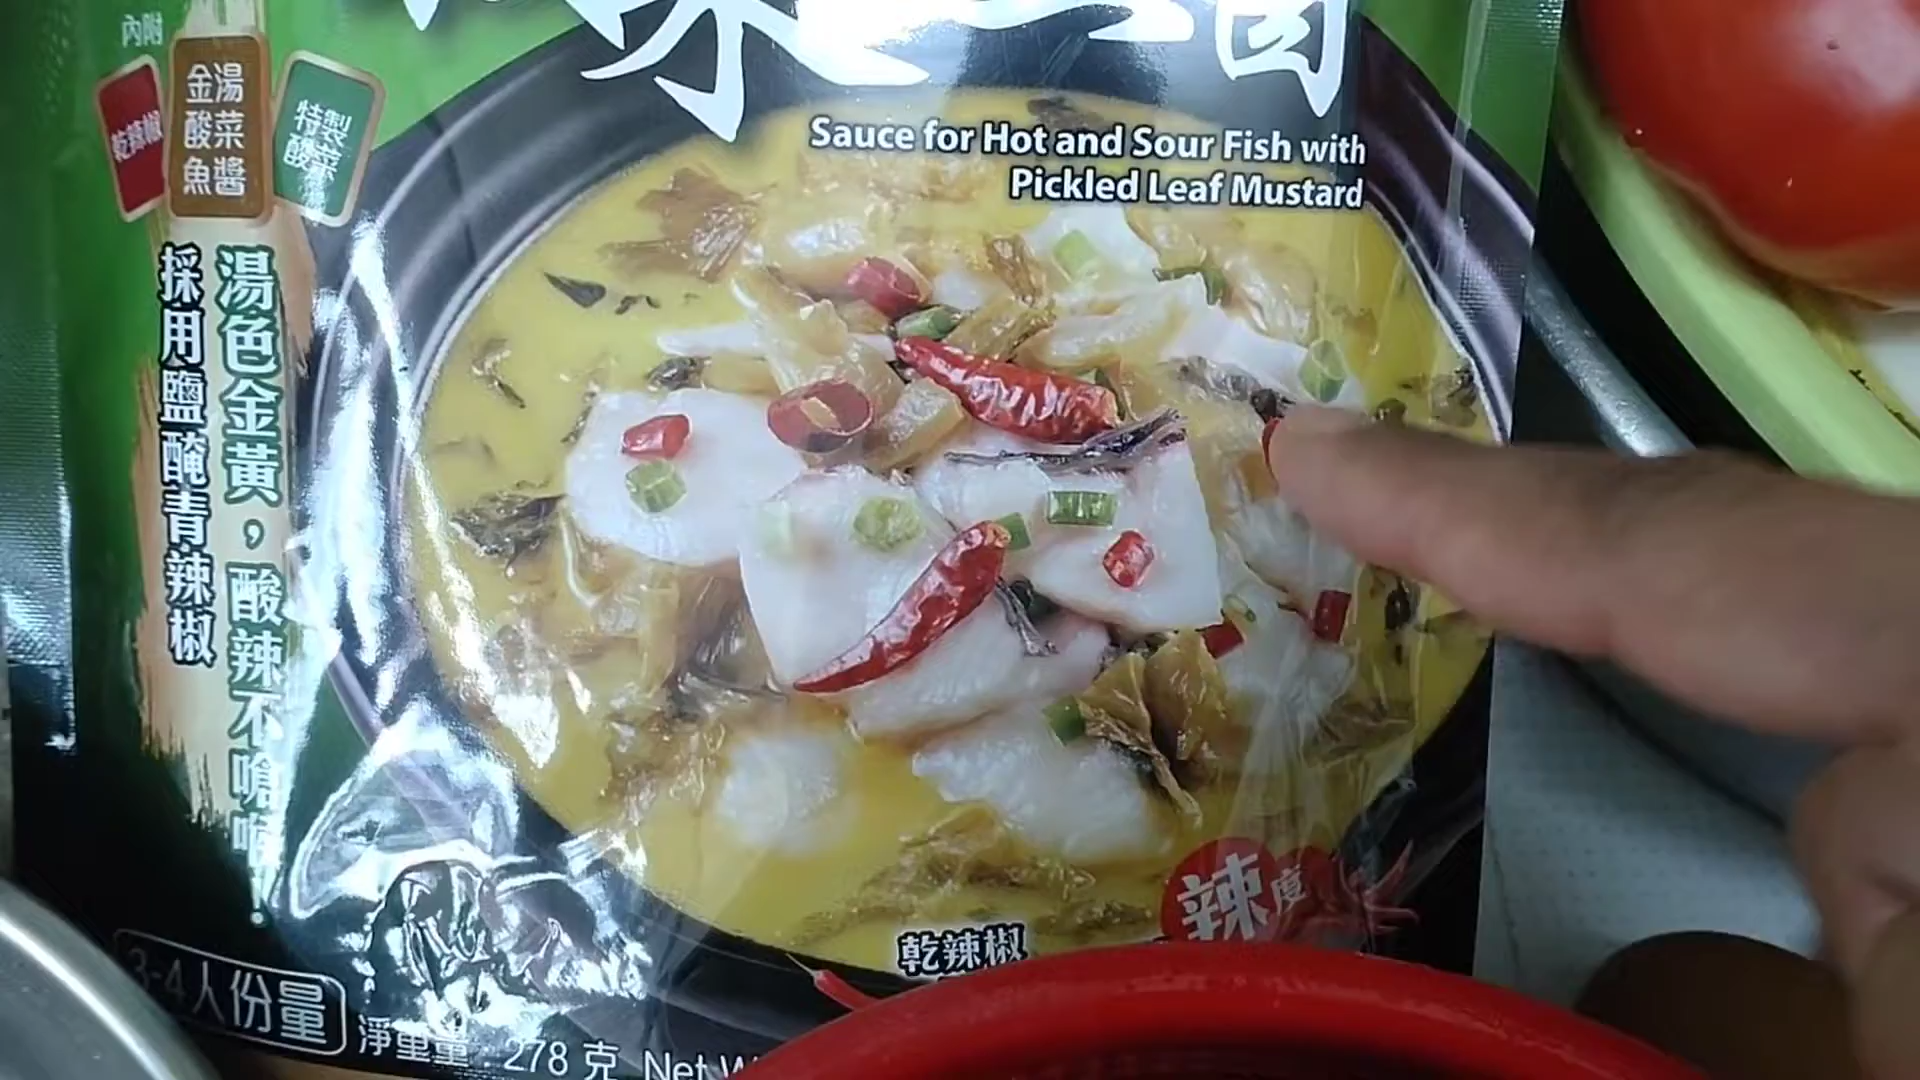 內附
乾辣椒
金湯
酸菜
魚醬
特製
酸菜
Sauce for Hot and Sour Fish with
Pickled Leaf Mustard
湯色金黃，酸辣不嗆喉！
採用鹽醃青辣椒
辣度
乾辣椒
3-4人份量
淨重量：278 克 Net